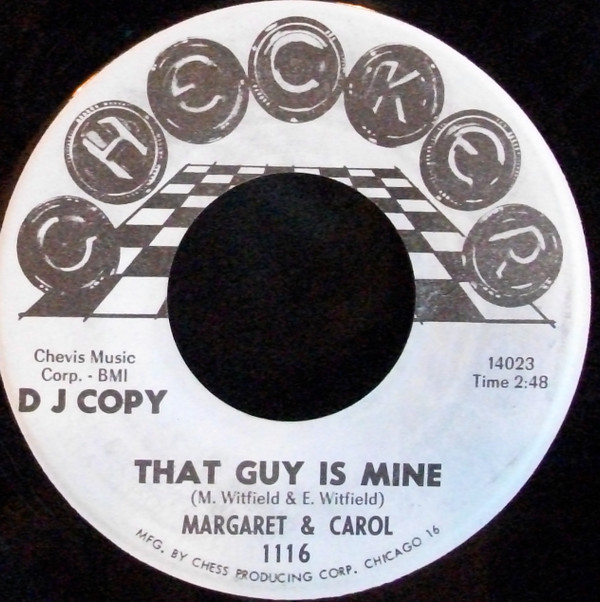 CHECKER
Chevis Music
Corp. - BMI
D J COPY
14023
Time 2:48
THAT GUY IS MINE
(M. Witfield & E. Witfield)
MARGARET & CAROL
1116
MFG. BY CHESS PRODUCING CORP. CHICAGO 16